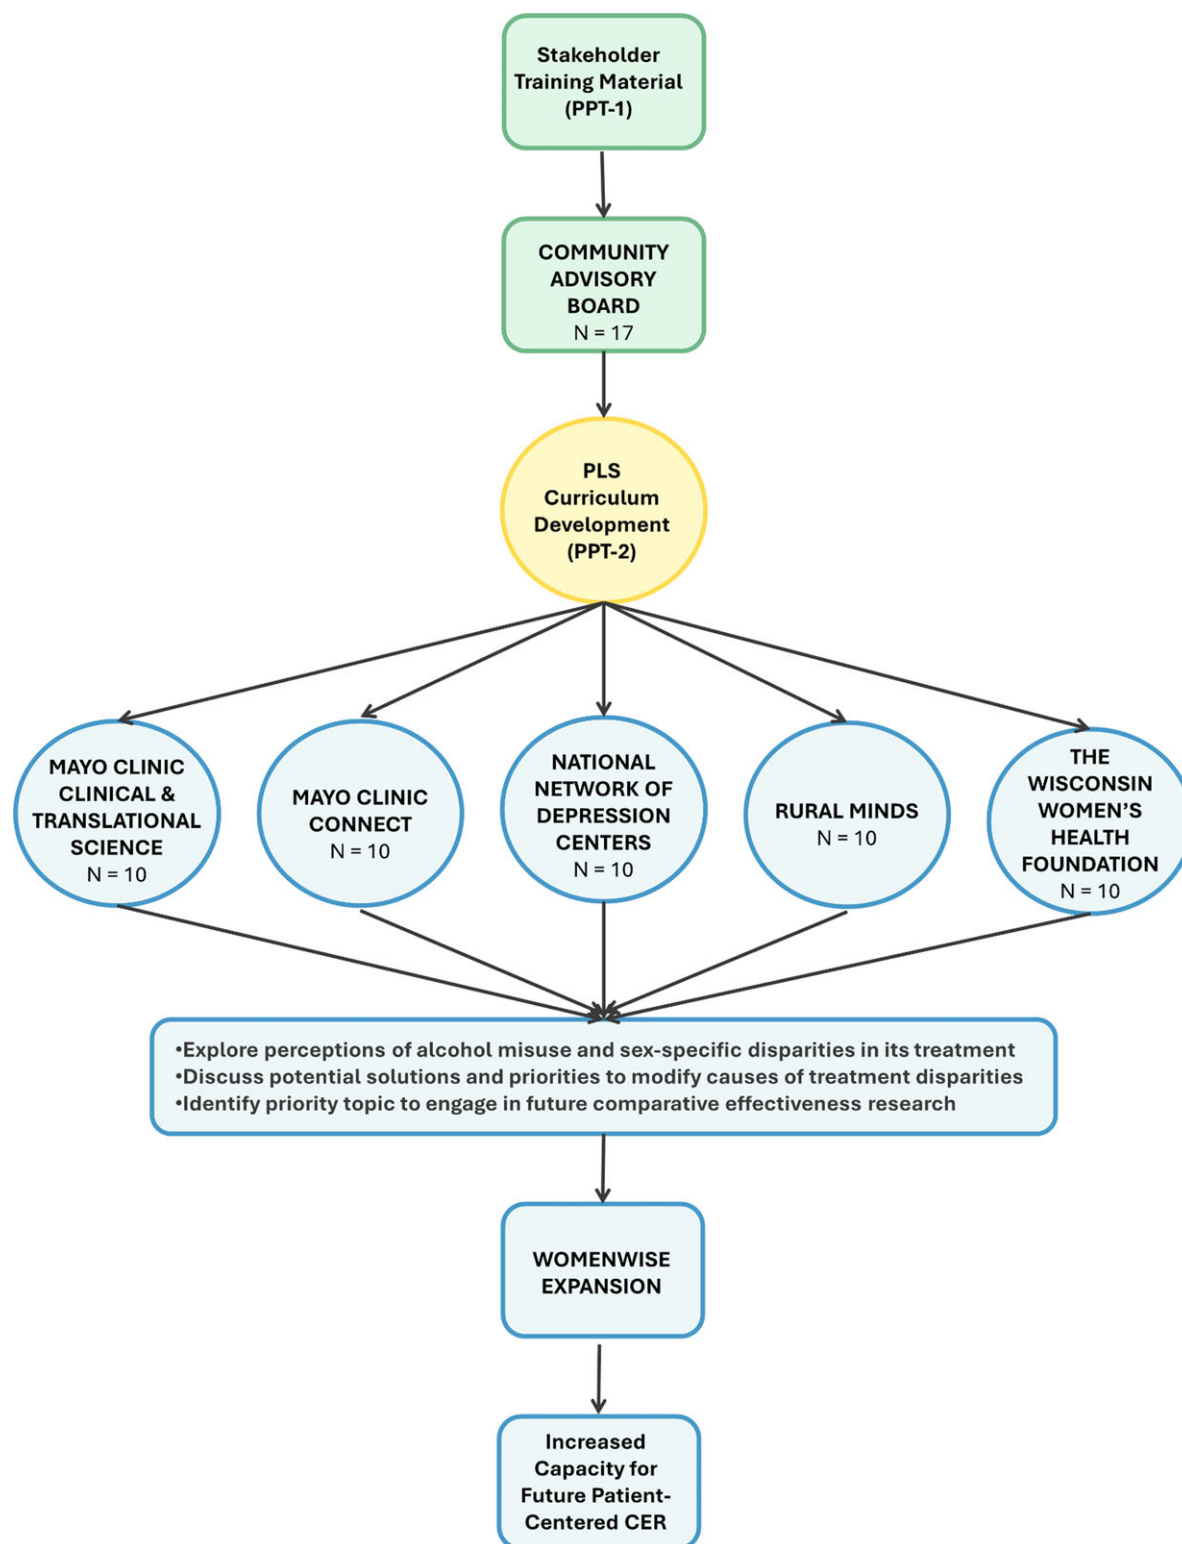 Stakeholder
Training Material
(PPT-1)
COMMUNITY
ADVISORY
BOARD
N = 17
PLS
Curriculum
Development
(PPT-2)
MAYO CLINIC
CLINICAL &
TRANSLATIONAL
SCIENCE
N = 10
MAYO CLINIC
CONNECT
N = 10
NATIONAL
NETWORK OF
DEPRESSION
CENTERS
N = 10
RURAL MINDS
N = 10
THE
WISCONSIN
WOMEN’S
HEALTH
FOUNDATION
N = 10
•Explore perceptions of alcohol misuse and sex-specific disparities in its treatment
•Discuss potential solutions and priorities to modify causes of treatment disparities
•Identify priority topic to engage in future comparative effectiveness research
WOMENWISE
EXPANSION
Increased
Capacity for
Future Patient-
Centered CER